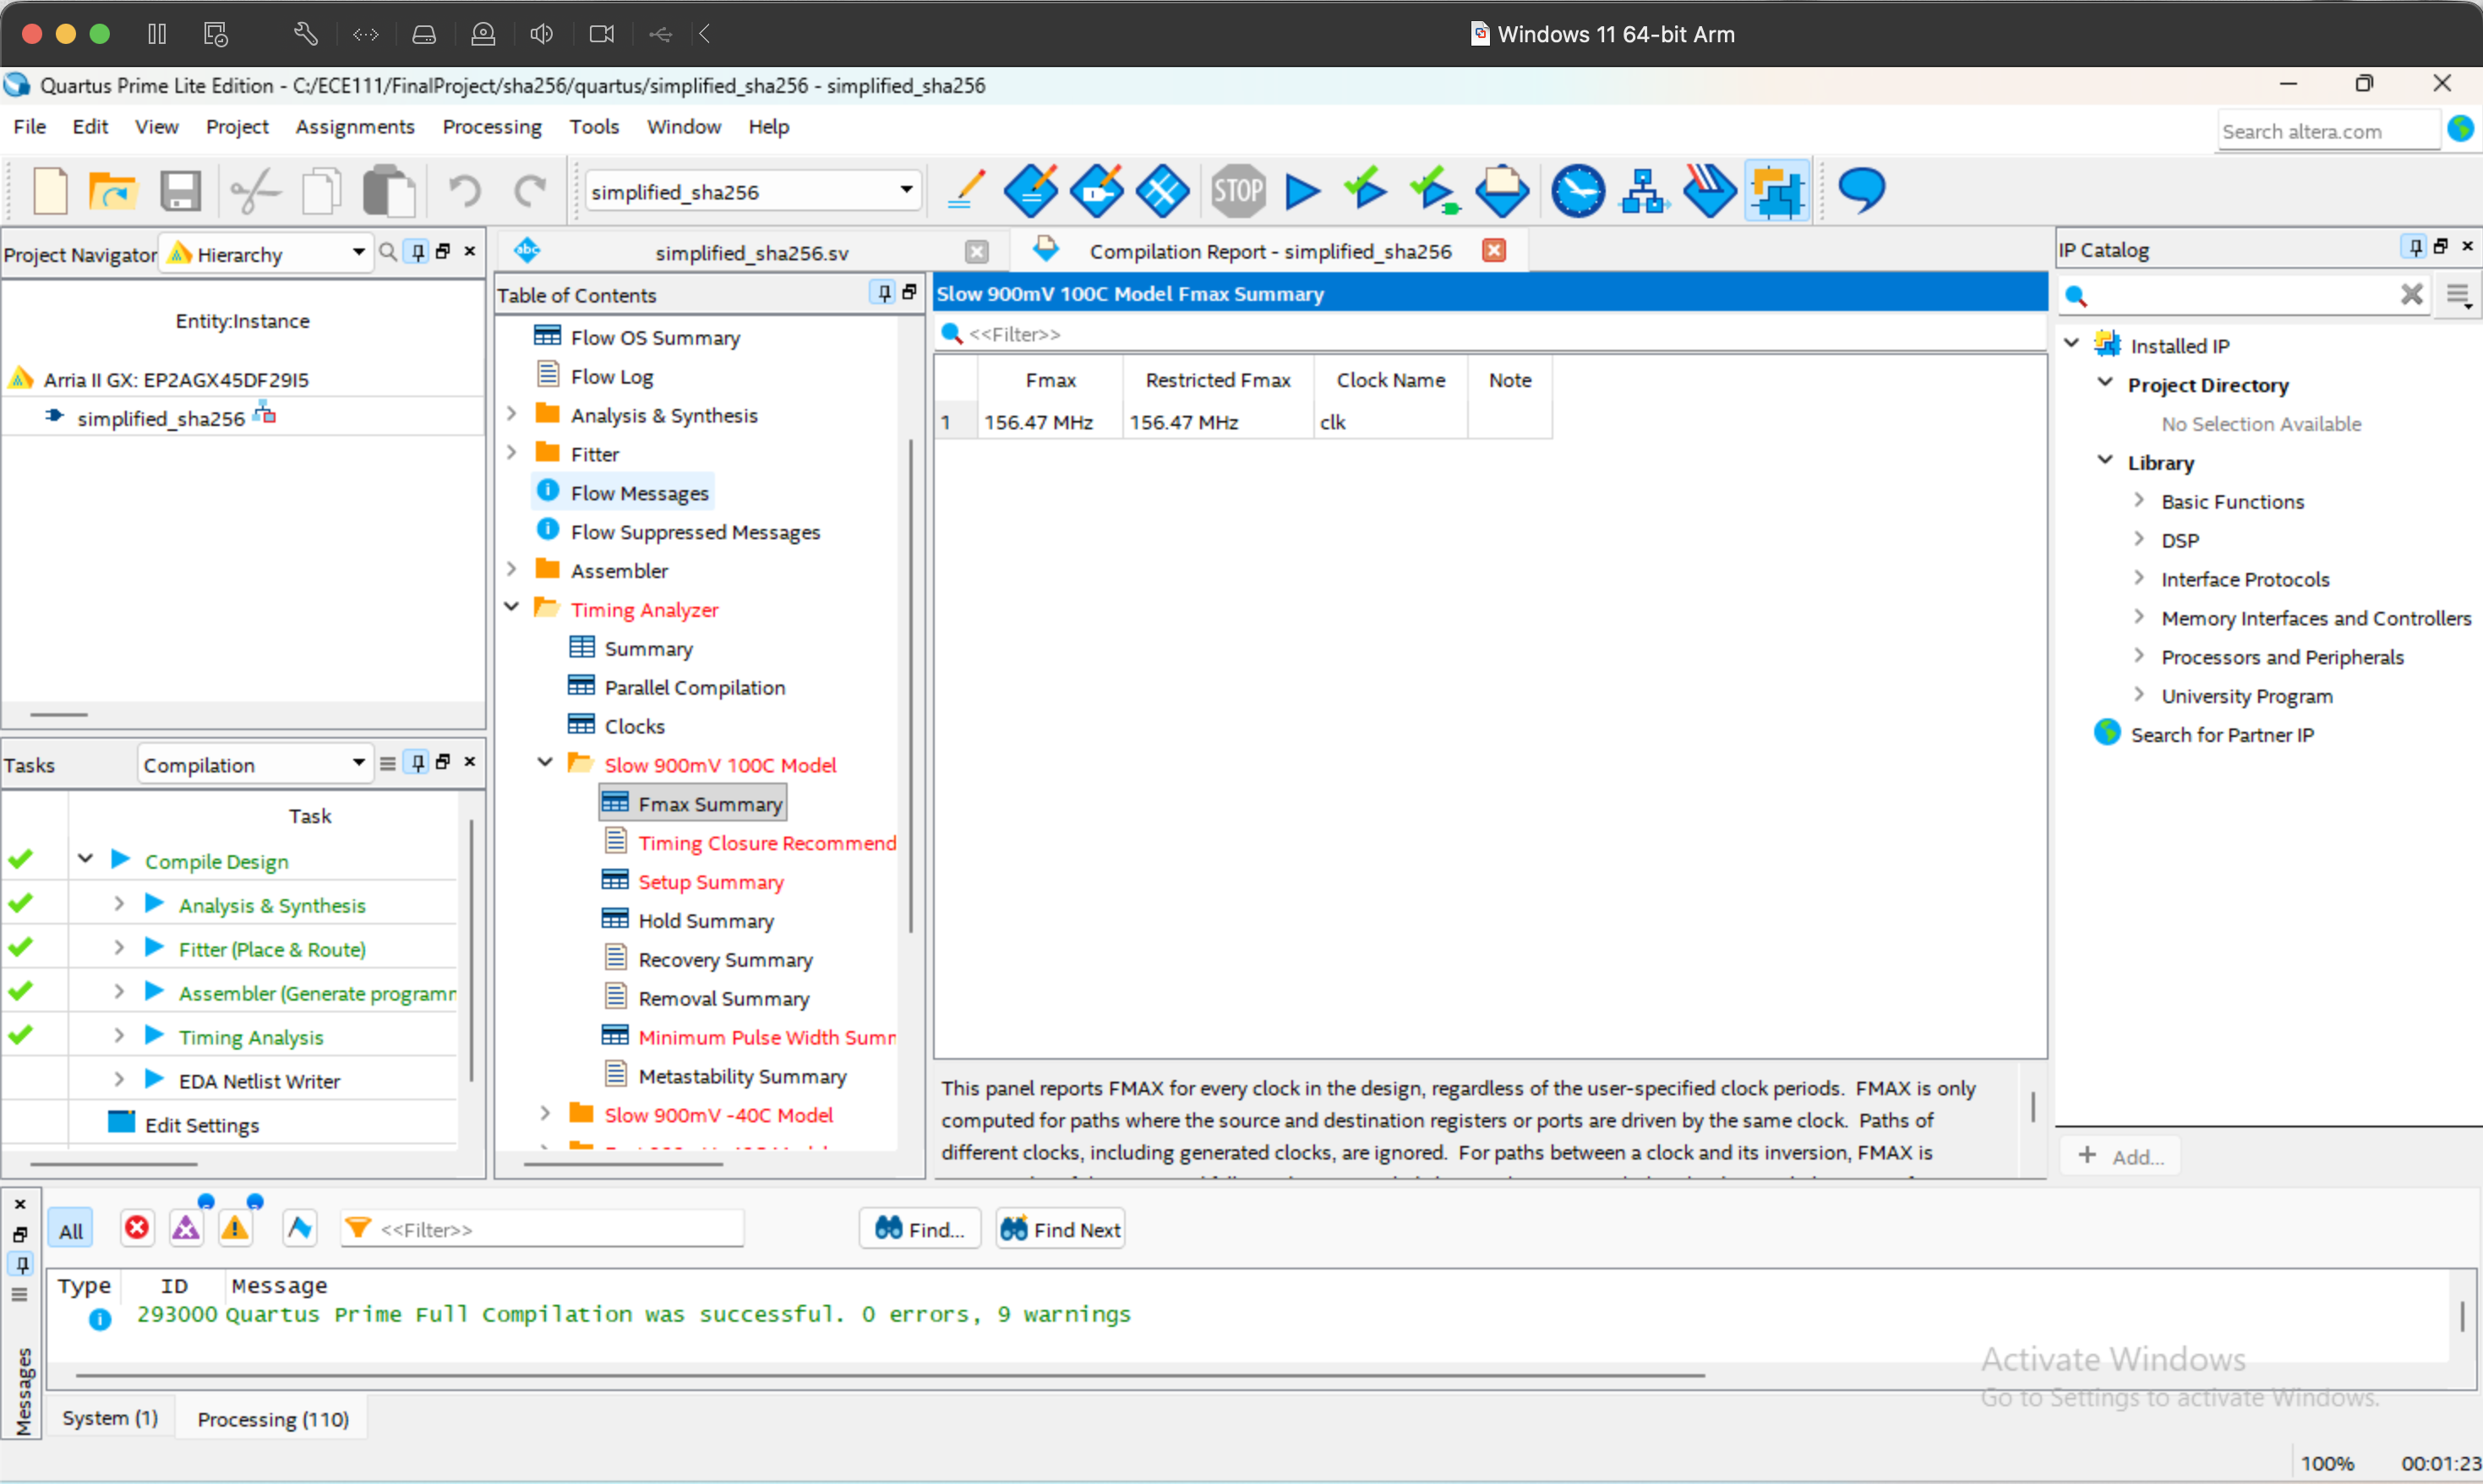 Windows 11 64-bit Arm
Quartus Prime Lite Edition - C:/ECE111/FinalProject/sha256/quartus/simplified_sha256 - simplified_sha256
File Edit View Project Assignments Processing Tools Window Help
Search altera.com
simplified_sha256
STOP
Project Navigator
Hierarchy
Entity:Instance
Arria II GX: EP2AGX45DF29I5
simplified_sha256
Tasks
Compilation
Task
Compile Design
Analysis & Synthesis
Fitter (Place & Route)
Assembler (Generate programm
Timing Analysis
EDA Netlist Writer
Edit Settings
abc
simplified_sha256.sv
Compilation Report - simplified_sha256
Table of Contents
Flow OS Summary
Flow Log
Analysis & Synthesis
Fitter
Flow Messages
Flow Suppressed Messages
Assembler
Timing Analyzer
Summary
Parallel Compilation
Clocks
Slow 900mV 100C Model
Fmax Summary
Timing Closure Recommend
Setup Summary
Hold Summary
Recovery Summary
Removal Summary
Minimum Pulse Width Summ
Metastability Summary
Slow 900mV -40C Model
Slow 900mV 100C Model Fmax Summary
<<Filter>>
Fmax Restricted Fmax Clock Name Note
1 156.47 MHz 156.47 MHz clk
This panel reports FMAX for every clock in the design, regardless of the user-specified clock periods. FMAX is only
computed for paths where the source and destination registers or ports are driven by the same clock. Paths of
different clocks, including generated clocks, are ignored. For paths between a clock and its inversion, FMAX is
IP Catalog
Installed IP
Project Directory
No Selection Available
Library
Basic Functions
DSP
Interface Protocols
Memory Interfaces and Controllers
Processors and Peripherals
University Program
Search for Partner IP
+ Add...
All
<<Filter>>
Find...
Find Next
Type ID Message
293000 Quartus Prime Full Compilation was successful. 0 errors, 9 warnings
Messages
System (1)
Processing (110)
Activate Windows
Go to Settings to activate Windows.
100% 00:01:23